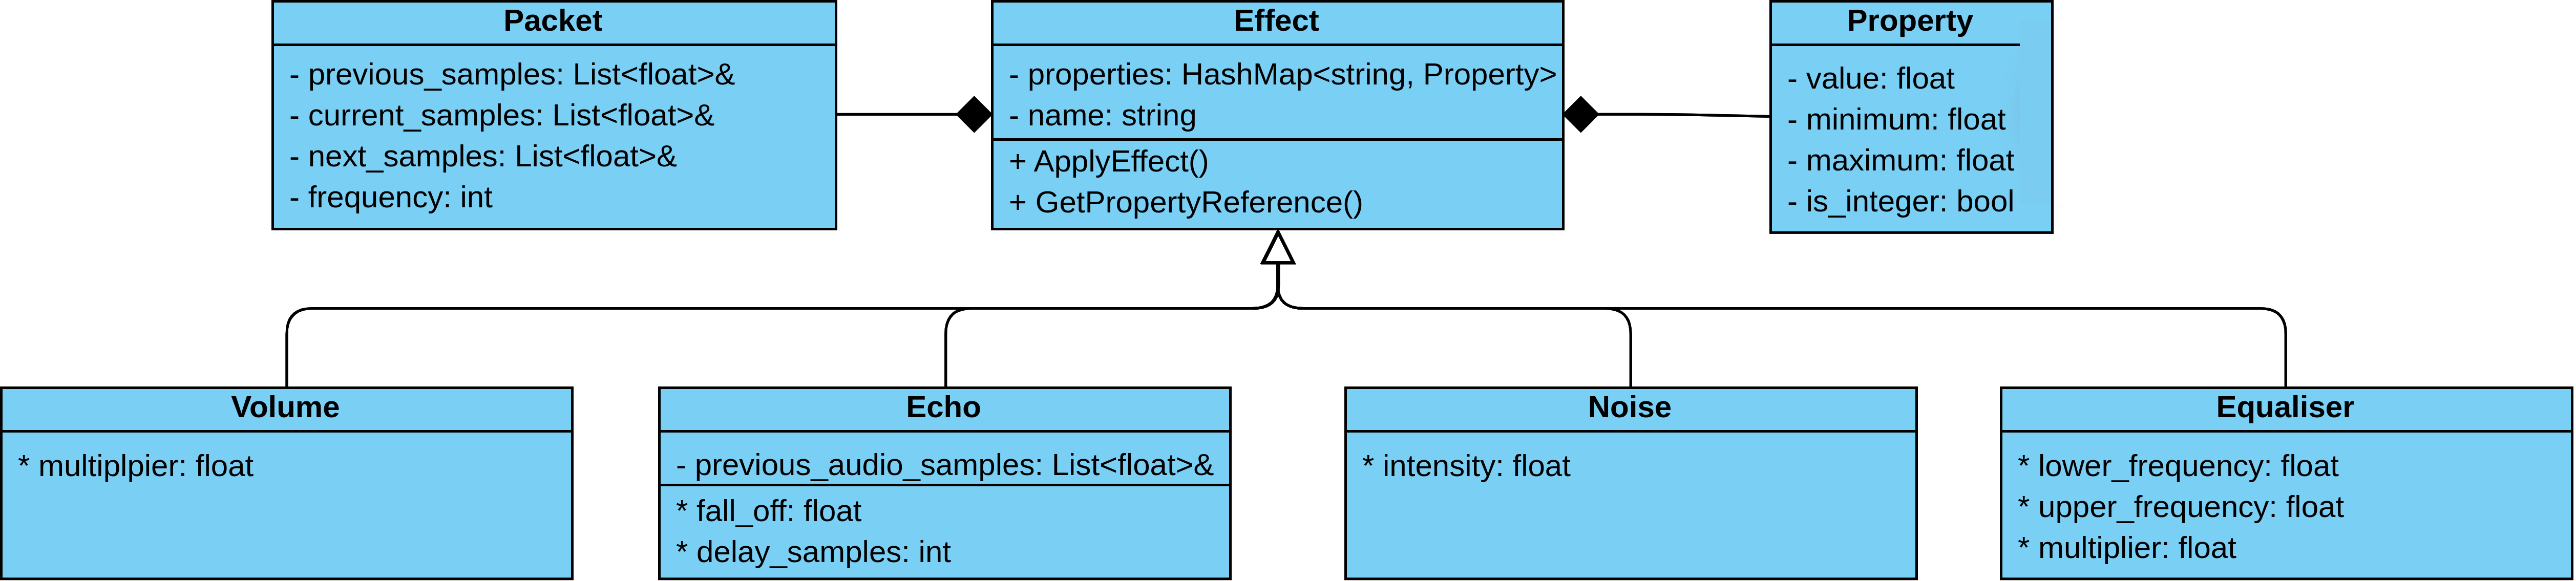 Packet
- previous_samples: List<float>&
- current_samples: List<float>&
- next_samples: List<float>&
- frequency: int
Effect
- properties: HashMap<string, Property>
- name: string
+ ApplyEffect()
+ GetPropertyReference()
Property
- value: float
- minimum: float
- maximum: float
- is_integer: bool
Volume
* multiplpier: float
Echo
- previous_audio_samples: List<float>&
* fall_off: float
* delay_samples: int
Noise
* intensity: float
Equaliser
* lower_frequency: float
* upper_frequency: float
* multiplier: float